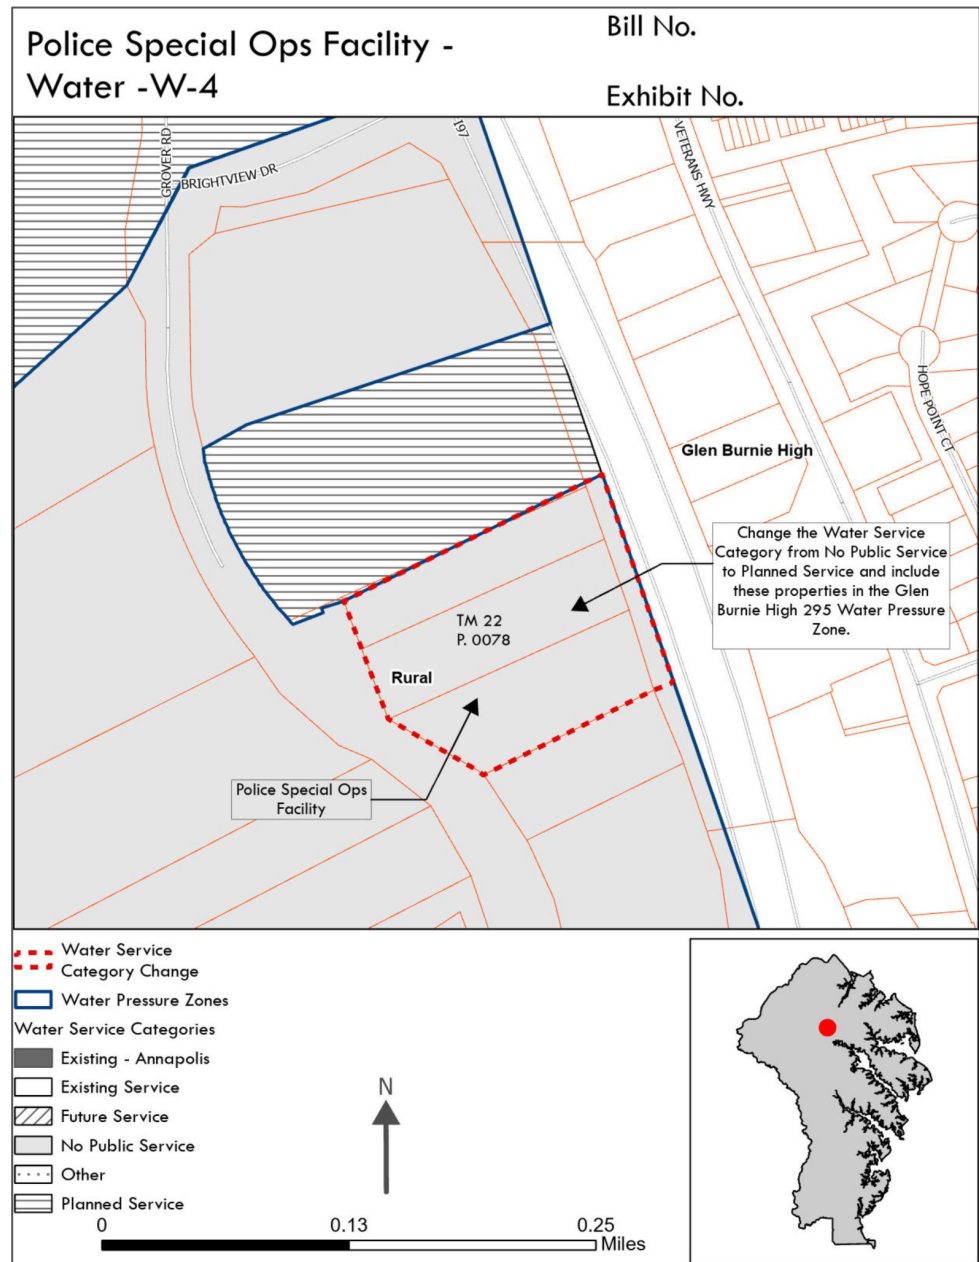 Police Special Ops Facility -
Water -W-4
Bill No.
Exhibit No.
GROVER RD
BRIGHTVIEW DR
197
VETERANS HWY
HOPE POINT CT
Glen Burnie High
Change the Water Service
Category from No Public Service
to Planned Service and include
these properties in the Glen
Burnie High 295 Water Pressure
Zone.
TM 22
P. 0078
Rural
Police Special Ops
Facility
Water Service
Category Change
Water Pressure Zones
Water Service Categories
Existing - Annapolis
Existing Service
Future Service
No Public Service
Other
Planned Service
N
0 0.13 0.25
Miles